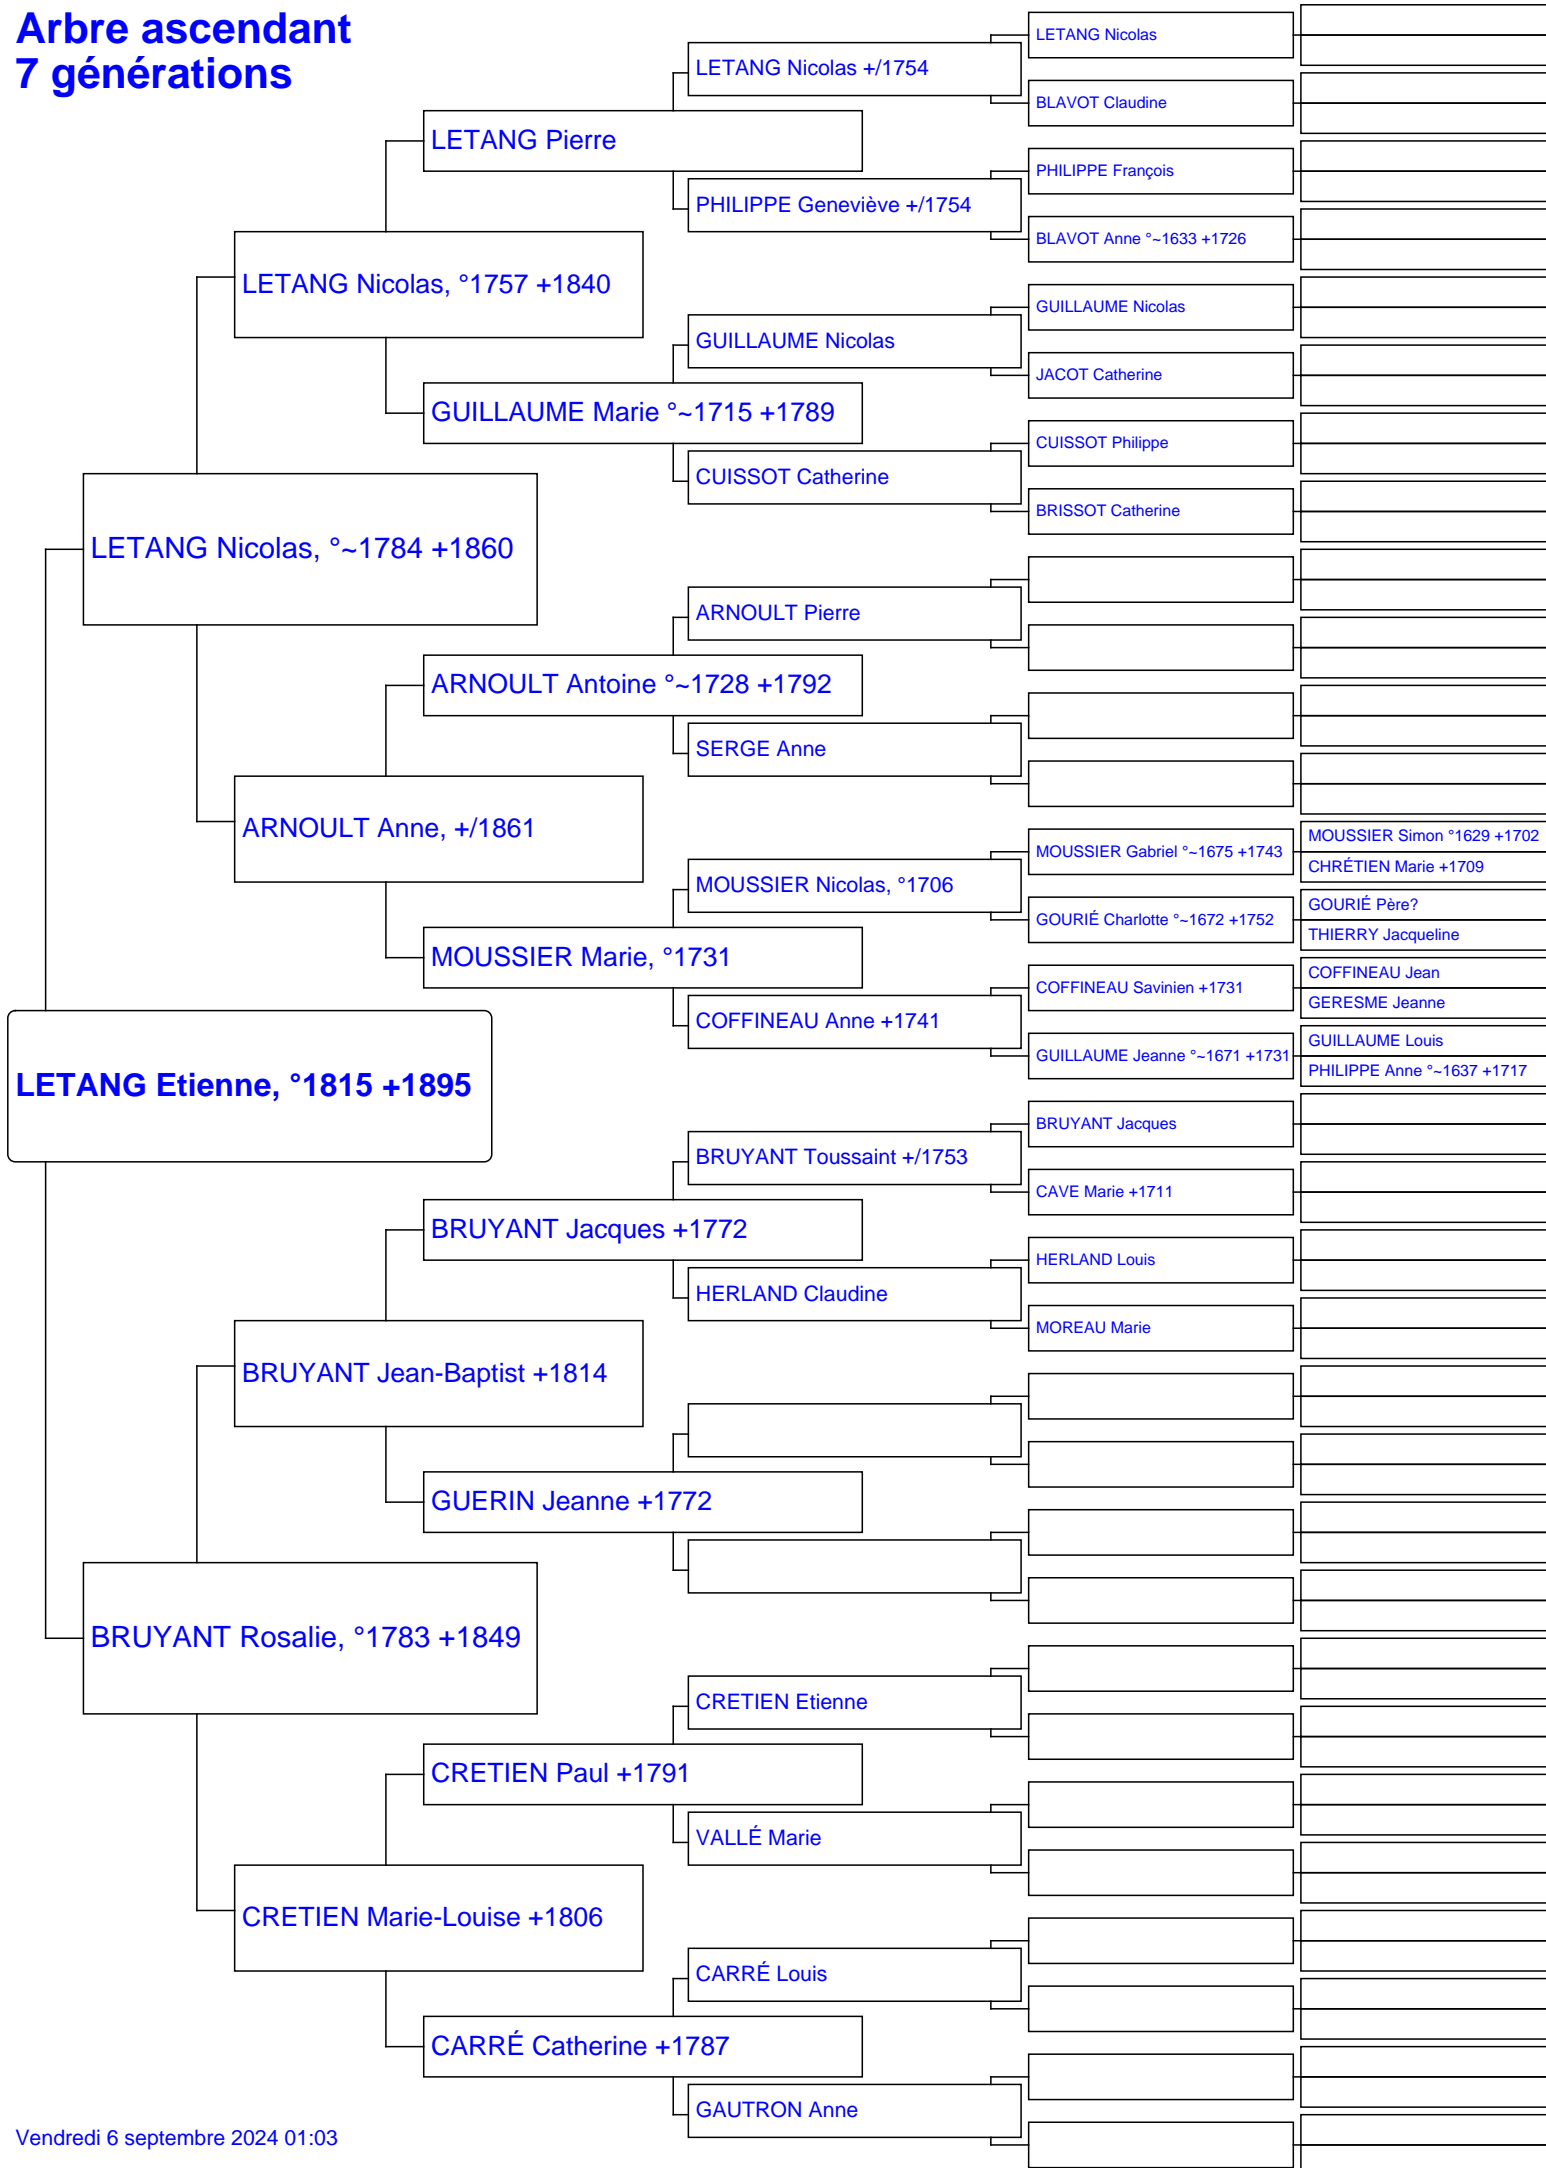 Arbre ascendant
7 générations
LETANG Etienne, °1815 +1895
LETANG Nicolas, °~1784 +1860
BRUYANT Rosalie, °1783 +1849
LETANG Nicolas, °1757 +1840
ARNOULT Anne, +/1861
BRUYANT Jean-Baptist +1814
CRETIEN Marie-Louise +1806
LETANG Pierre
GUILLAUME Marie °~1715 +1789
ARNOULT Antoine °~1728 +1792
MOUSSIER Marie, °1731
BRUYANT Jacques +1772
GUERIN Jeanne +1772
CRETIEN Paul +1791
CARRÉ Catherine +1787
LETANG Nicolas +/1754
PHILIPPE Geneviève +/1754
GUILLAUME Nicolas
CUISSOT Catherine
ARNOULT Pierre
SERGE Anne
MOUSSIER Nicolas, °1706
COFFINEAU Anne +1741
BRUYANT Toussaint +/1753
HERLAND Claudine
CRETIEN Etienne
VALLÉ Marie
CARRÉ Louis
GAUTRON Anne
LETANG Nicolas
BLAVOT Claudine
PHILIPPE François
BLAVOT Anne °~1633 +1726
GUILLAUME Nicolas
JACOT Catherine
CUISSOT Philippe
BRISSOT Catherine
MOUSSIER Gabriel °~1675 +1743
GOURIÉ Charlotte °~1672 +1752
COFFINEAU Savinien +1731
GUILLAUME Jeanne °~1671 +1731
BRUYANT Jacques
CAVE Marie +1711
HERLAND Louis
MOREAU Marie
MOUSSIER Simon °1629 +1702
CHRÉTIEN Marie +1709
GOURIÉ Père?
THIERRY Jacqueline
COFFINEAU Jean
GERESME Jeanne
GUILLAUME Louis
PHILIPPE Anne °~1637 +1717
Vendredi 6 septembre 2024 01:03